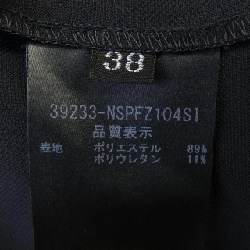 38
39233-NSPFZ104SI
品質表示
表地 ポリエステル 89%
ポリウレタン 11%